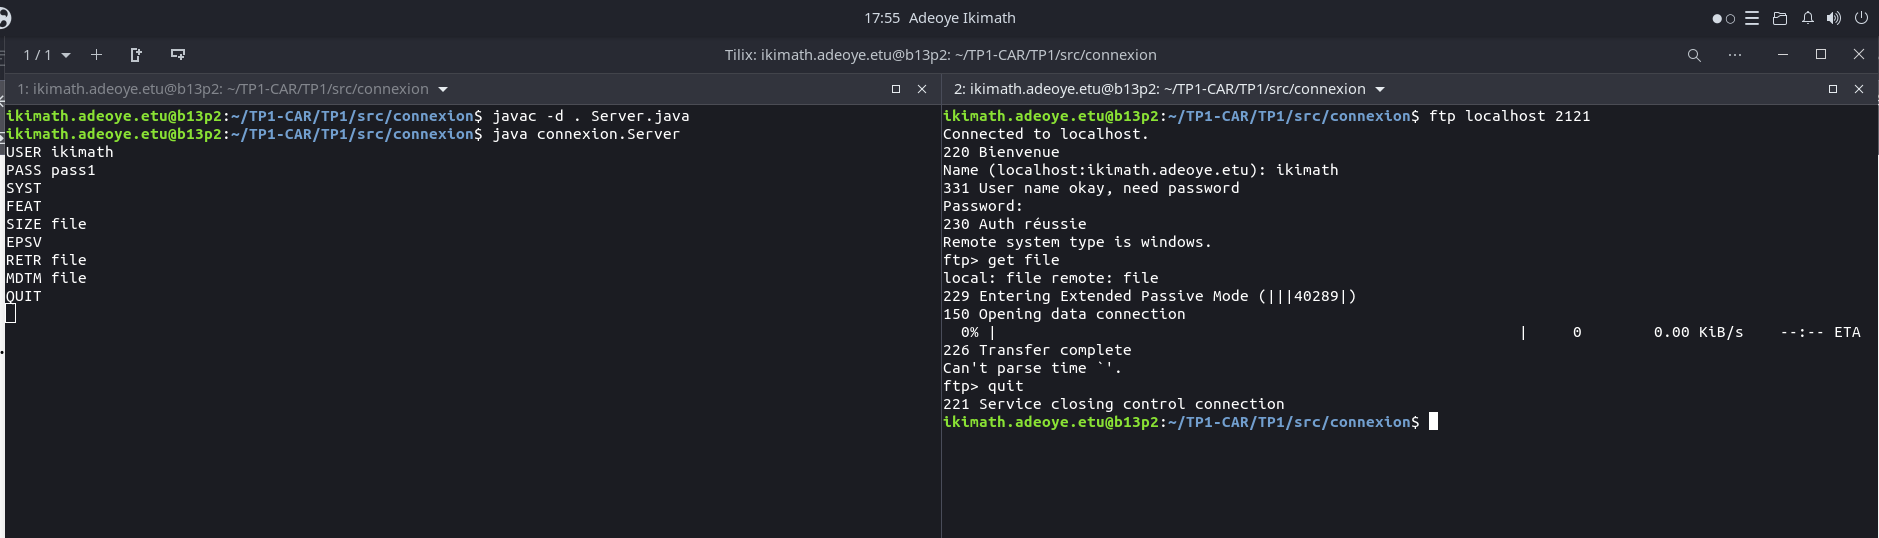 17:55 Adeoye Ikimath
1 / 1
Tilix: ikimath.adeoye.etu@b13p2: ~/TP1-CAR/TP1/src/connexion
1: ikimath.adeoye.etu@b13p2: ~/TP1-CAR/TP1/src/connexion
ikimath.adeoye.etu@b13p2:~/TP1-CAR/TP1/src/connexion$ javac -d . Server.java
ikimath.adeoye.etu@b13p2:~/TP1-CAR/TP1/src/connexion$ java connexion.Server
USER ikimath
PASS pass1
SYST
FEAT
SIZE file
EPSV
RETR file
MDTM file
QUIT
2: ikimath.adeoye.etu@b13p2: ~/TP1-CAR/TP1/src/connexion
ikimath.adeoye.etu@b13p2:~/TP1-CAR/TP1/src/connexion$ ftp localhost 2121
Connected to localhost.
220 Bienvenue
Name (localhost:ikimath.adeoye.etu): ikimath
331 User name okay, need password
Password:
230 Auth réussie
Remote system type is windows.
ftp> get file
local: file remote: file
229 Entering Extended Passive Mode (|||40289|)
150 Opening data connection
0% | | 0 0.00 KiB/s --:-- ETA
226 Transfer complete
Can't parse time `'.
ftp> quit
221 Service closing control connection
ikimath.adeoye.etu@b13p2:~/TP1-CAR/TP1/src/connexion$